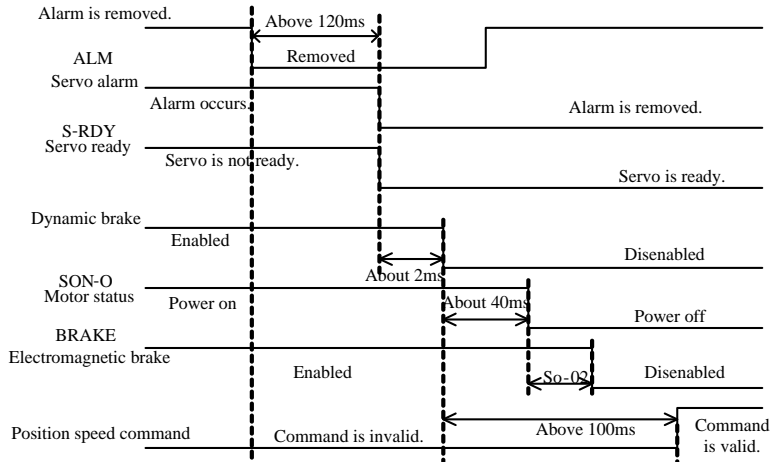 Alarm is removed.
Above 120ms
ALM
Removed
Servo alarm
Alarm occurs.
Alarm is removed.
S-RDY
Servo ready
Servo is not ready.
Servo is ready.
Dynamic brake
Enabled
Disenabled
About 2ms
SON-O
Motor status
Power on
About 40ms
Power off
BRAKE
Electromagnetic brake
Enabled
So-02
Disenabled
Position speed command
Command is invalid.
Above 100ms
Command
is valid.